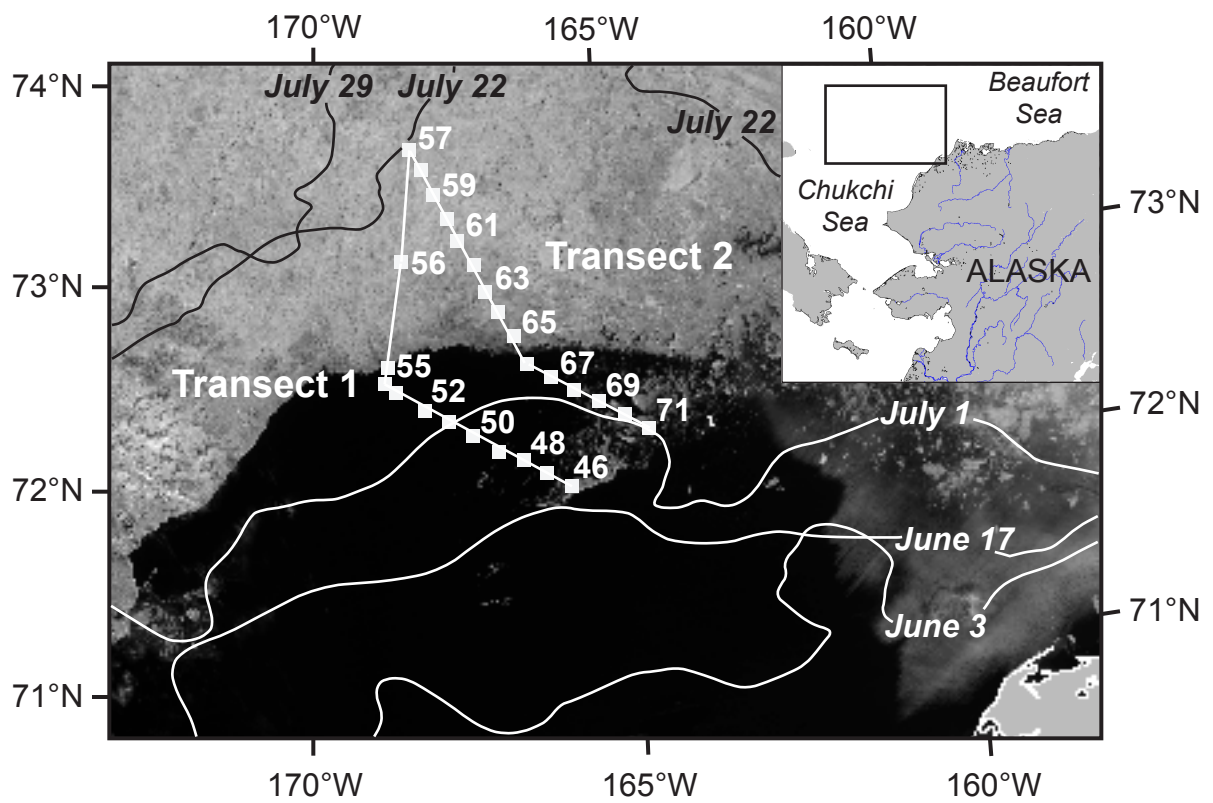 170°W
165°W
160°W
74°N
July 29
July 22
July 22
Beaufort
Sea
57
59
Chukchi
Sea
73°N
61
Transect 2
56
ALASKA
73°N
63
65
55
67
Transect 1
52
69
72°N
50
71
July 1
48
46
72°N
June 17
June 3
71°N
71°N
170°W
165°W
160°W